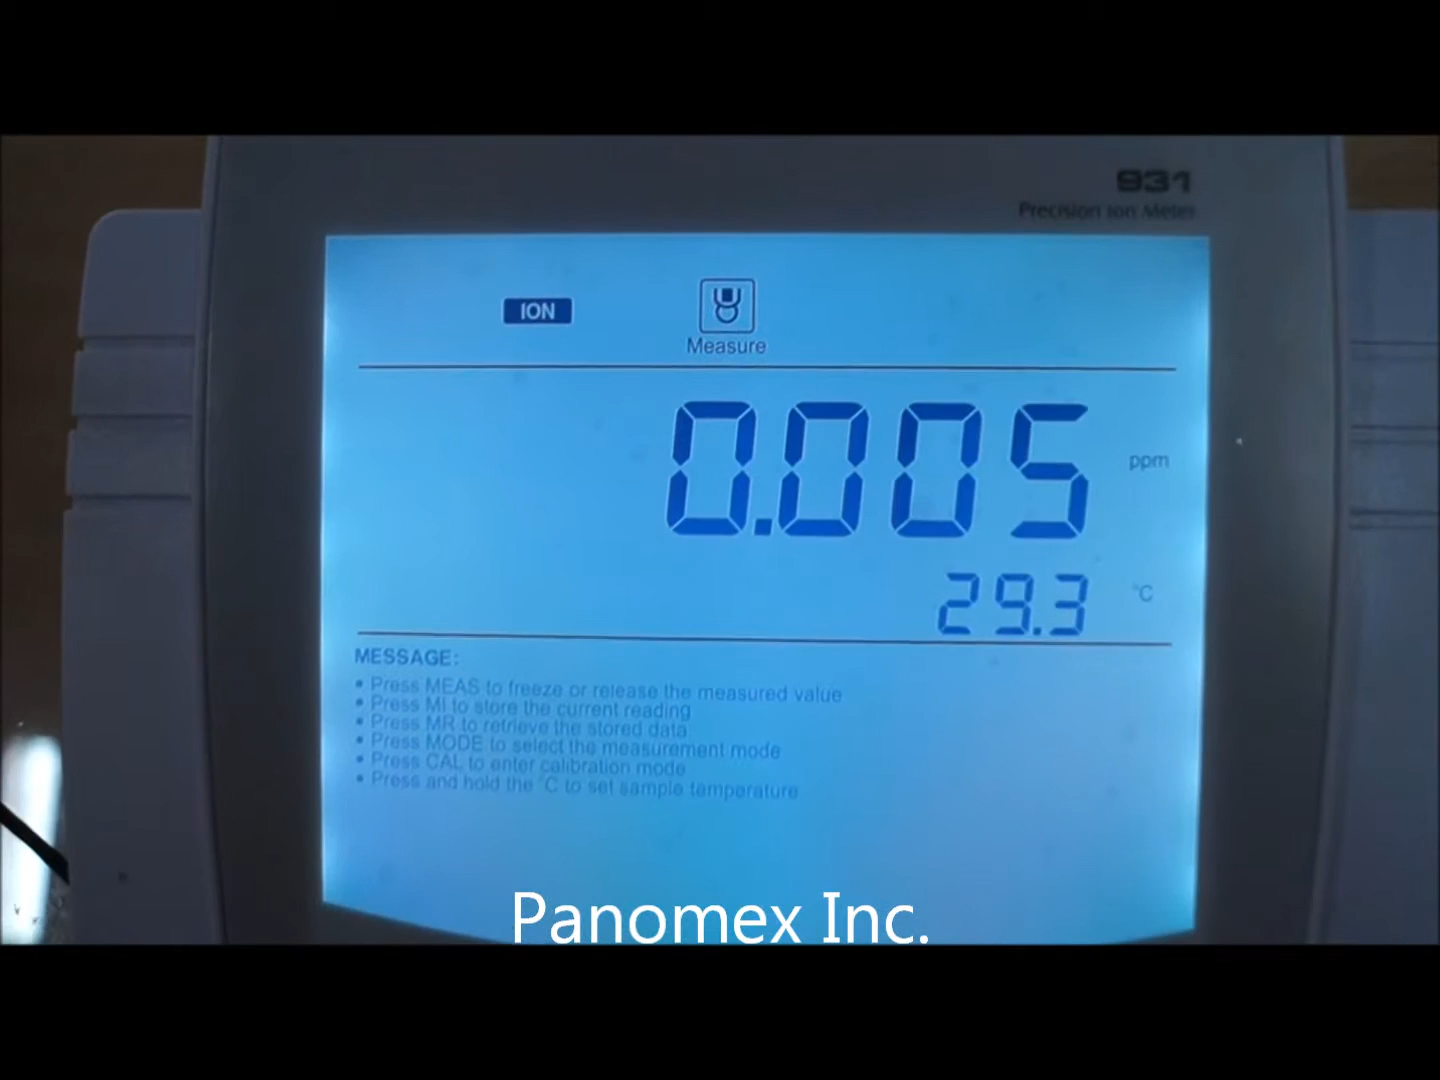 931
Precision Ion Meter
ION
Measure
0.005 ppm
29.3 °C
MESSAGE:
• Press MEAS to freeze or release the measured value
• Press MI to store the current reading
• Press MR to retrieve the stored data
• Press MODE to select the measurement mode
• Press CAL to enter calibration mode
• Press and hold the °C to set sample temperature
Panomex Inc.